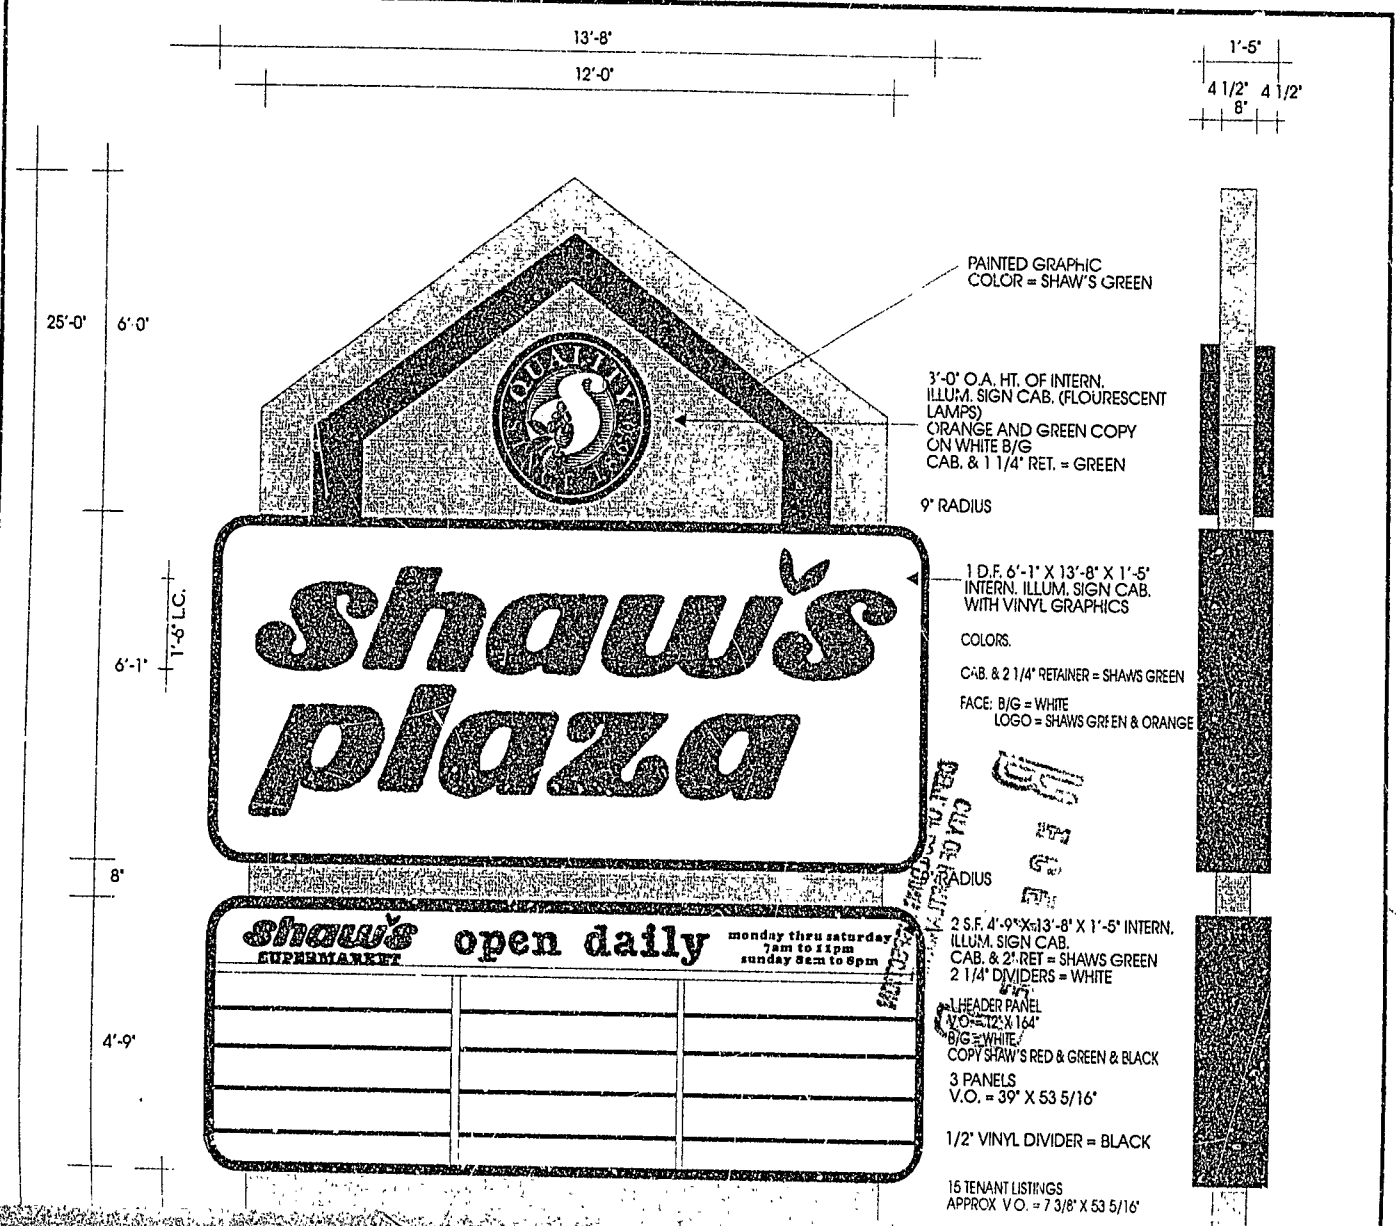 13'-8"
12'-0"
1'-5"
4 1/2" 4 1/2"
8"
25'-0"
6'-0"
PAINTED GRAPHIC
COLOR = SHAW'S GREEN
QUALITY
3'-0" O.A. HT. OF INTERN.
ILLUM. SIGN CAB. (FLOURESCENT
LAMPS)
ORANGE AND GREEN COPY
ON WHITE B/G
CAB. & 1 1/4" RET. = GREEN
9" RADIUS
1 D.F. 6'-1" X 13'-8" X 1'-5"
INTERN. ILLUM. SIGN CAB.
WITH VINYL GRAPHICS
COLORS.
CAB. & 2 1/4" RETAINER = SHAWS GREEN
FACE: B/G = WHITE
LOGO = SHAWS GREEN & ORANGE
1'-6" L.C.
6'-1"
shaw's
plaza
8"
RADIUS
shaw's
SUPERMARKET
open daily
monday thru saturday
7am to 11pm
sunday 8am to 6pm
2 S.F. 4'-9" X 13'-8" X 1'-5" INTERN.
ILLUM. SIGN CAB.
CAB. & 2" RET = SHAWS GREEN
2 1/4" DIVIDERS = WHITE
1 HEADER PANEL
V.O. = 12" X 164"
B/G = WHITE
COPY SHAW'S RED & GREEN & BLACK
3 PANELS
V.O. = 39" X 53 5/16"
4'-9"
1/2" VINYL DIVIDER = BLACK
15 TENANT LISTINGS
APPROX V.O. = 7 3/8" X 53 5/16"